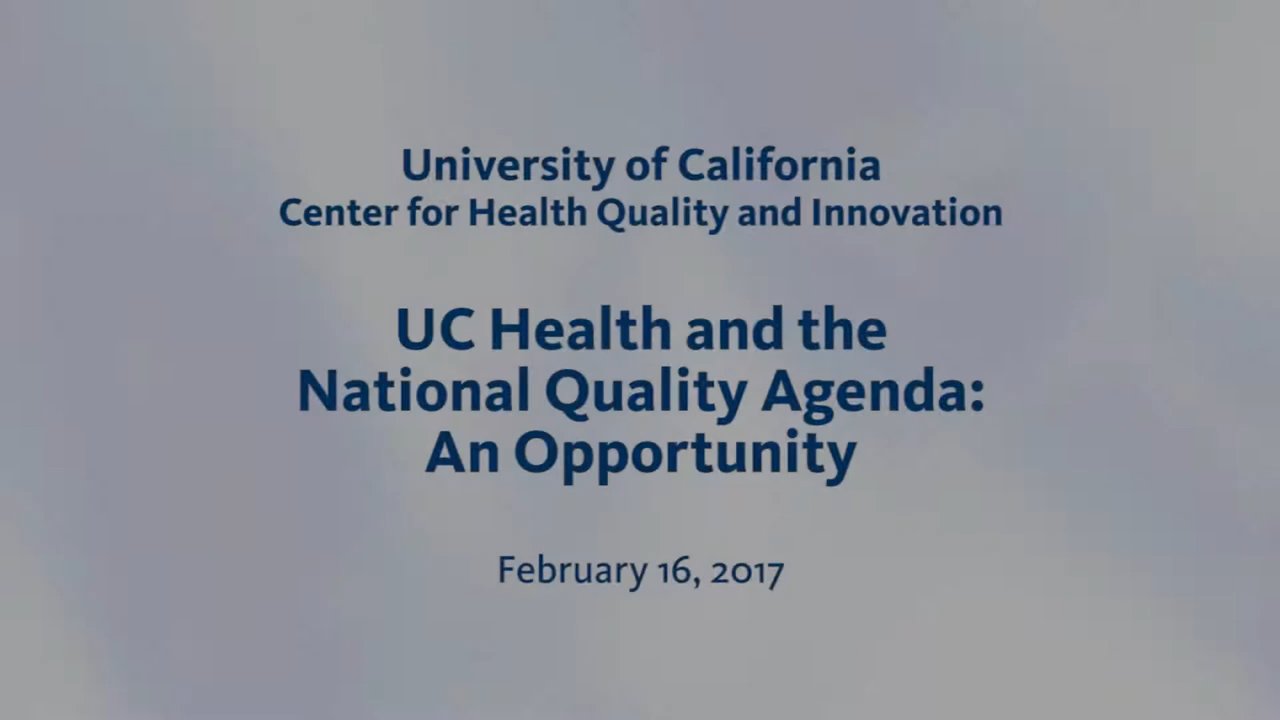 University of California
Center for Health Quality and Innovation
UC Health and the
National Quality Agenda:
An Opportunity
February 16, 2017